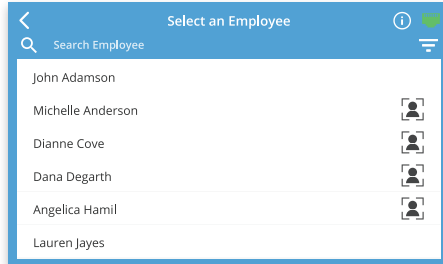 Select an Employee
Search Employee
John Adamson
Michelle Anderson
Dianne Cove
Dana Degarth
Angelica Hamil
Lauren Jayes